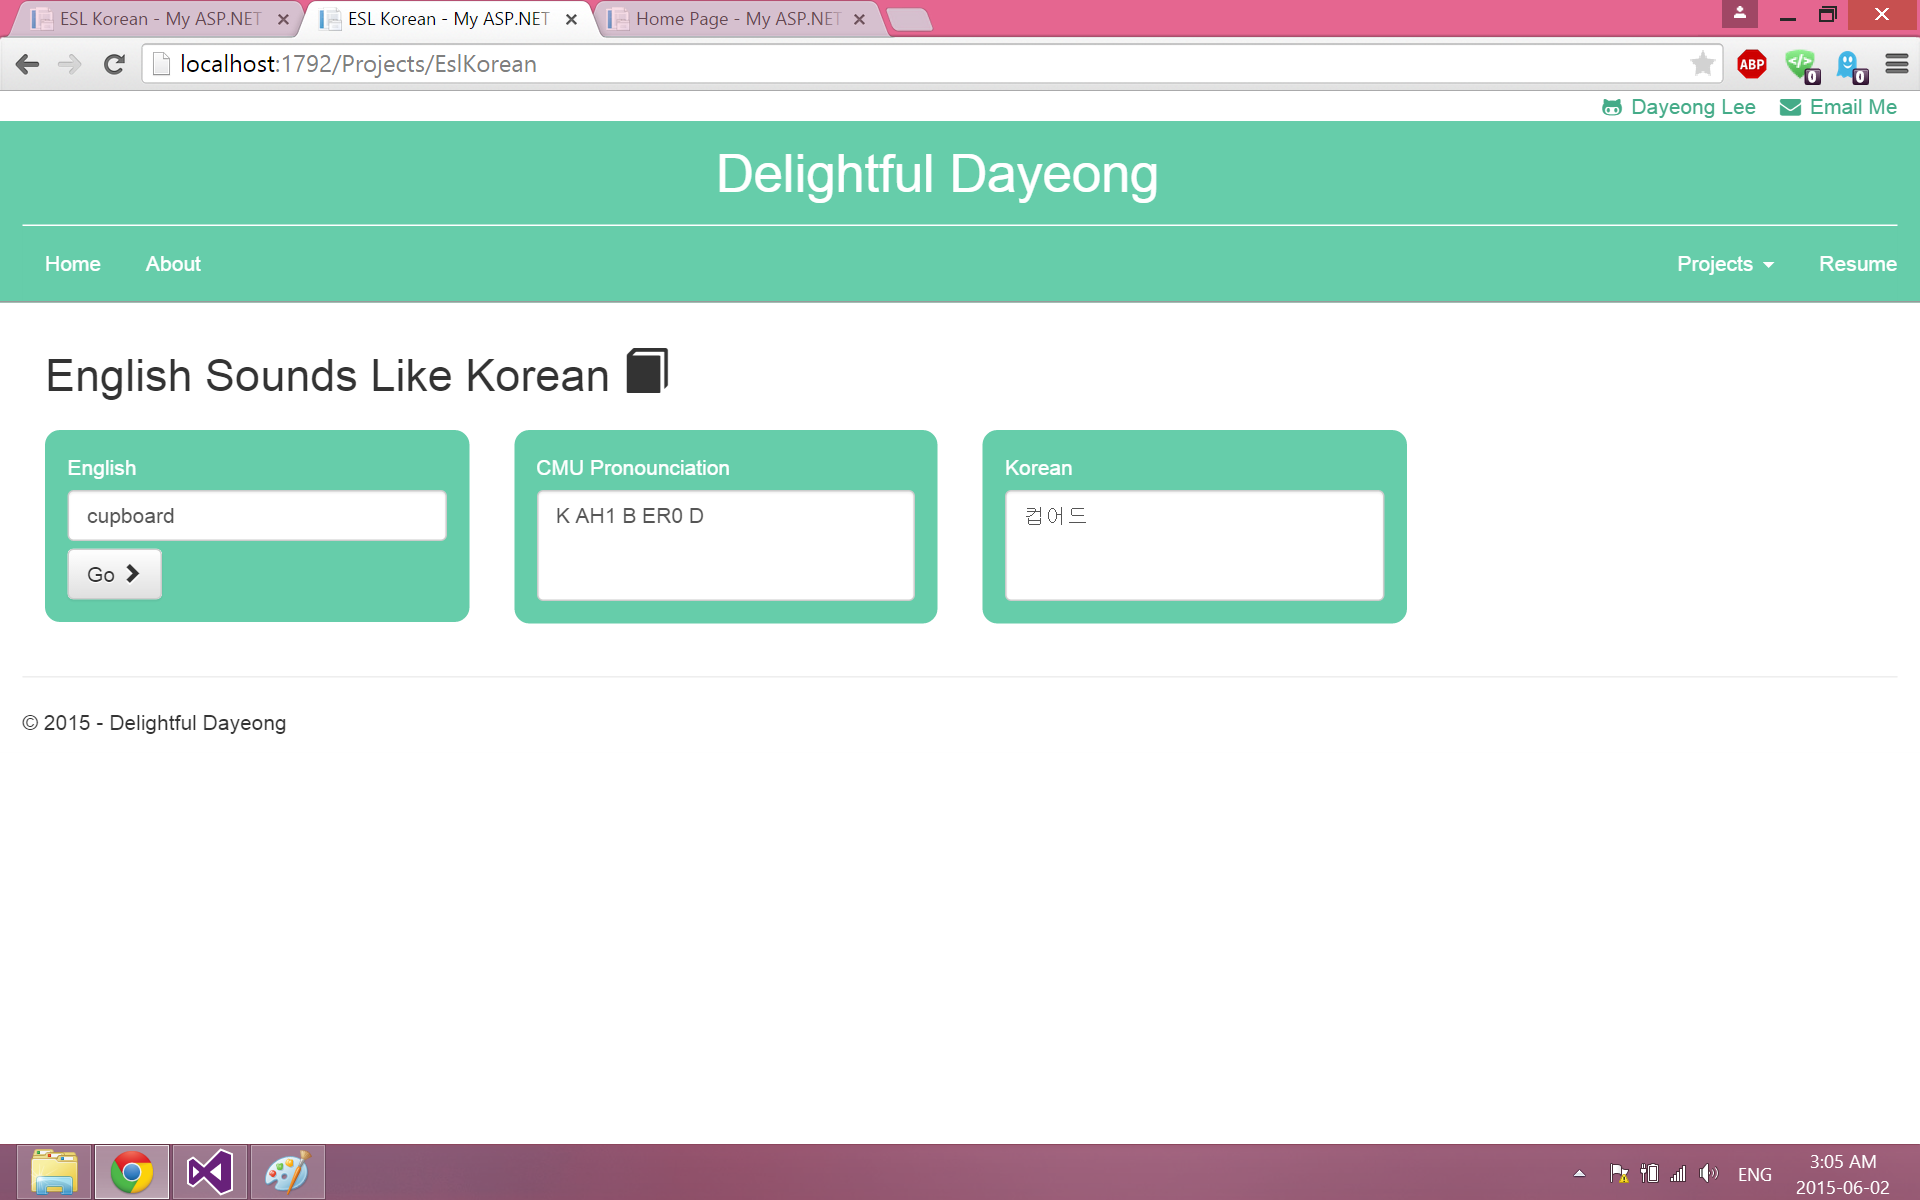 ESL Korean - My ASP.NET
ESL Korean - My ASP.NET
Home Page - My ASP.NET
localhost:1792/Projects/EslKorean
ABP
0
0
Dayeong Lee
Email Me
Delightful Dayeong
Home
About
Projects
Resume
English Sounds Like Korean
English
cupboard
Go
CMU Pronounciation
K AH1 B ER0 D
Korean
컵어드
© 2015 - Delightful Dayeong
ENG
3:05 AM
2015-06-02